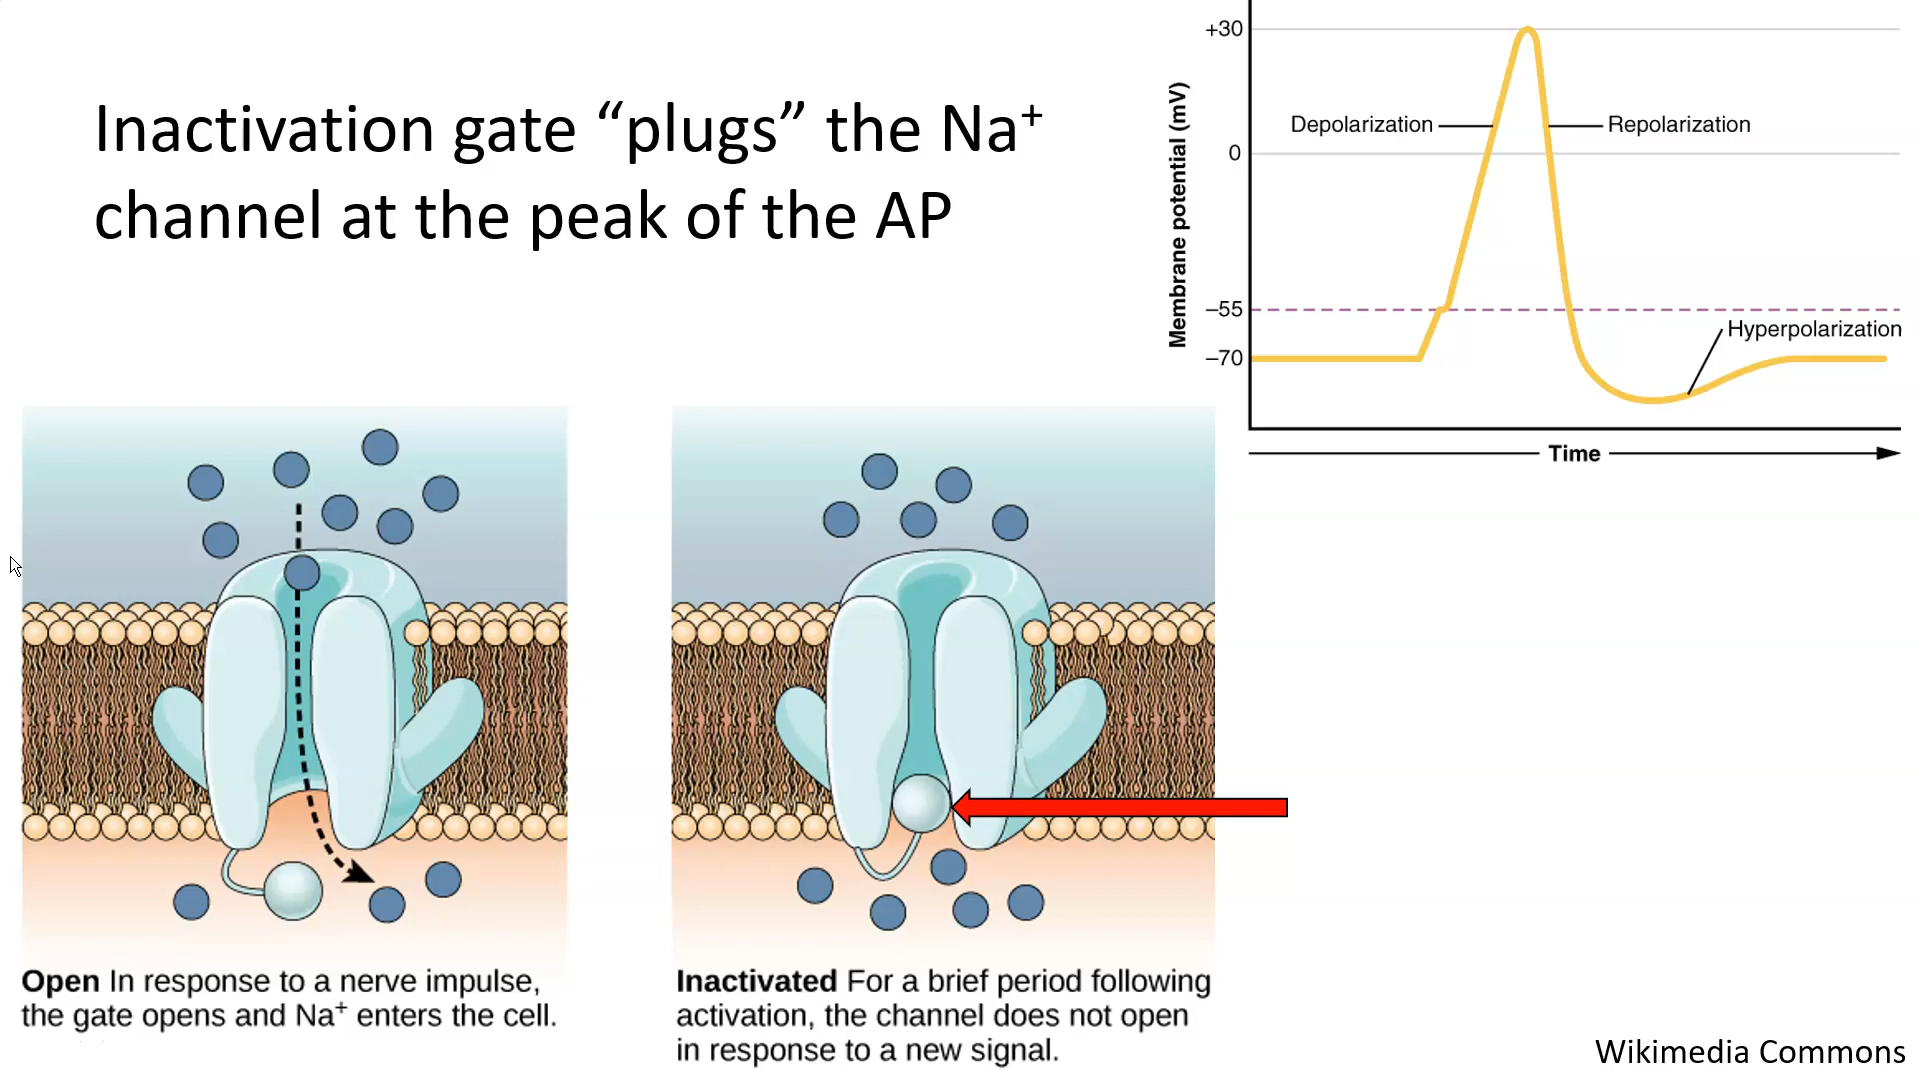 Inactivation gate “plugs” the Na⁺
channel at the peak of the AP
Membrane potential (mV)
+30
0
–55
–70
Depolarization
Repolarization
Hyperpolarization
Time
Open In response to a nerve impulse,
the gate opens and Na⁺ enters the cell.
Inactivated For a brief period following
activation, the channel does not open
in response to a new signal.
Wikimedia Commons